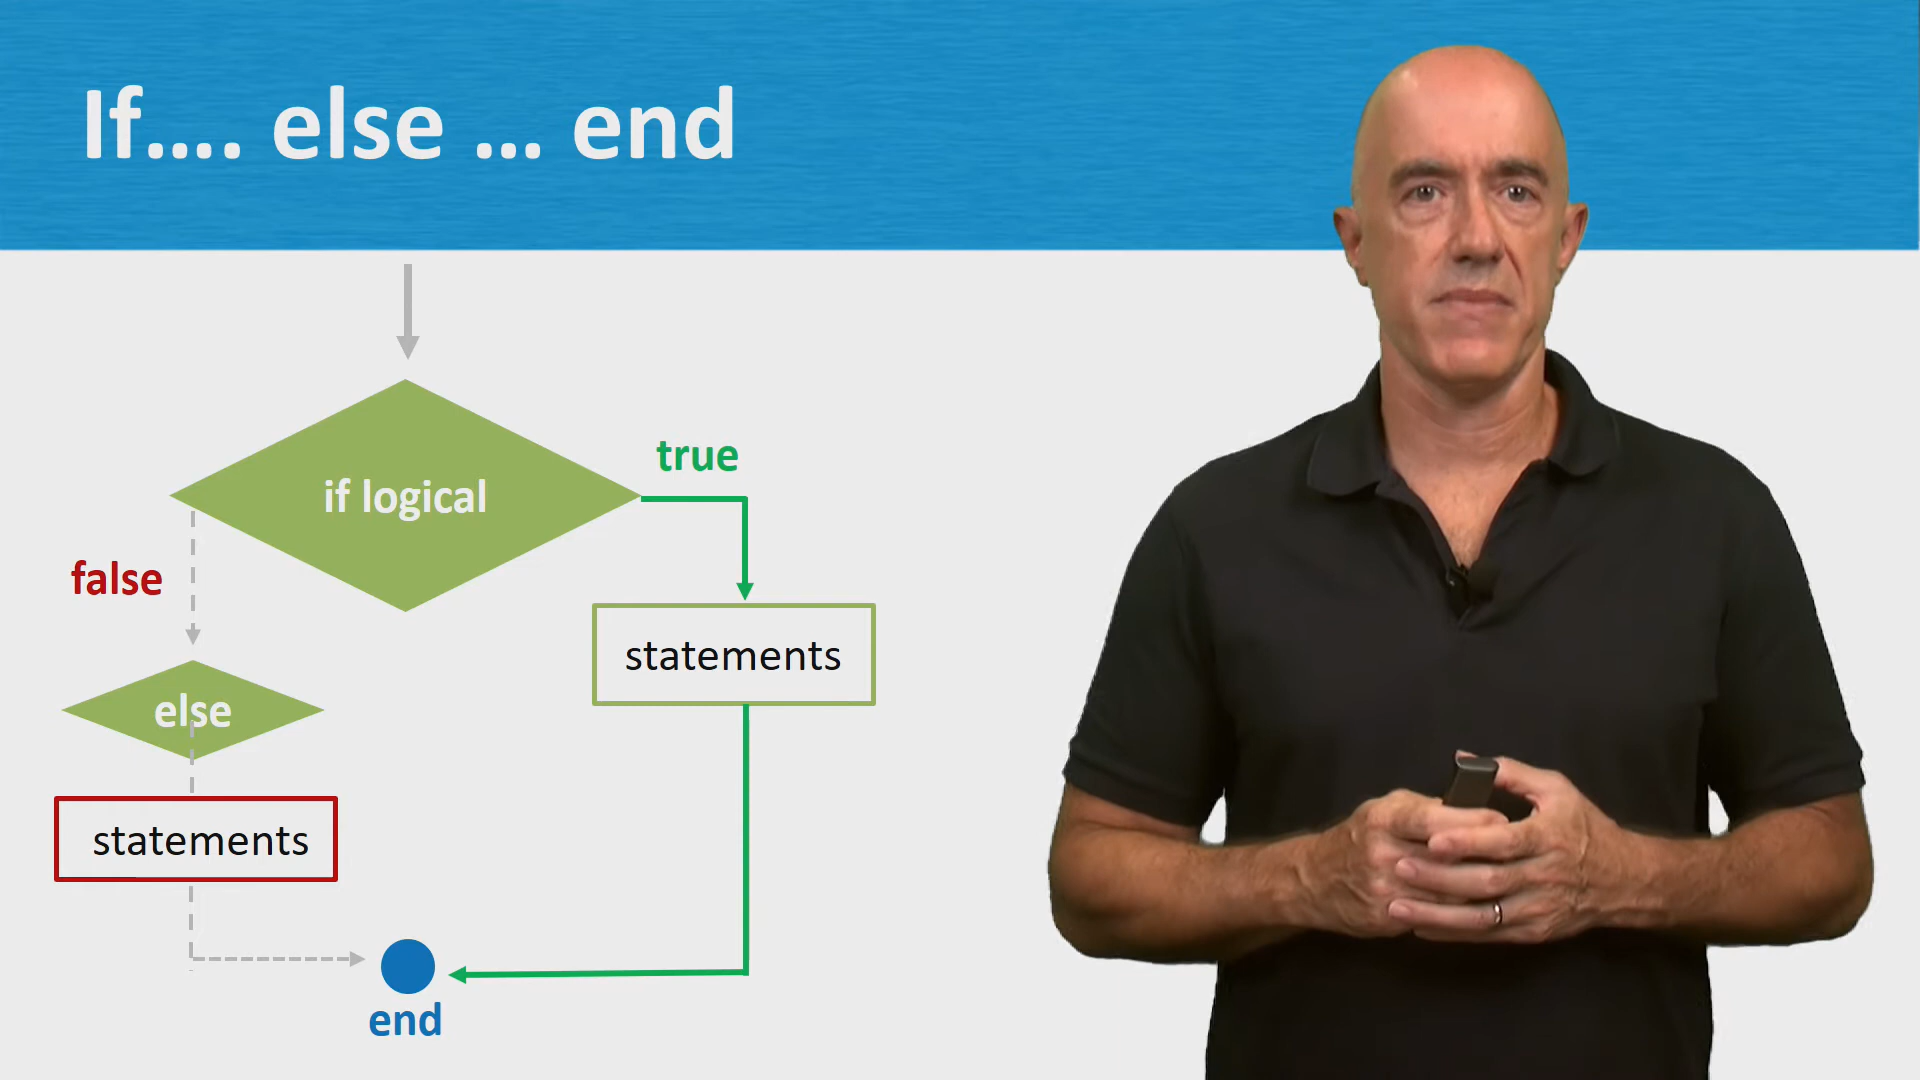 If.... else ... end
true
if logical
false
statements
else
statements
end